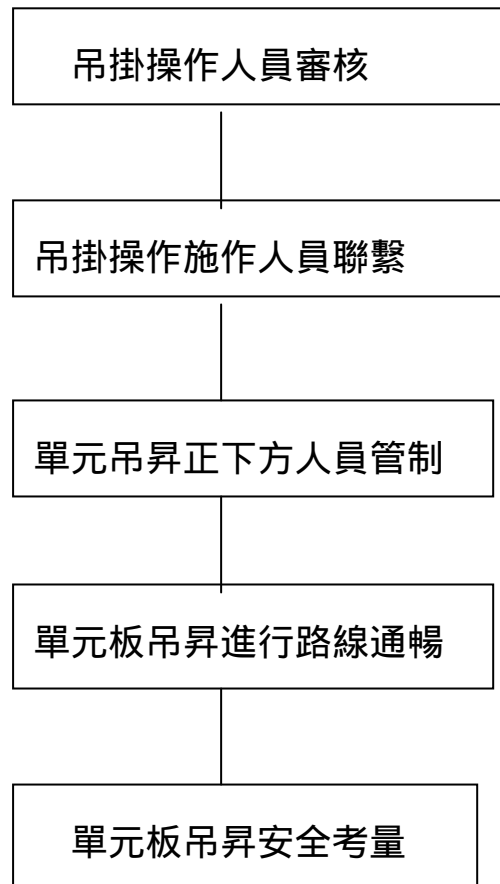 吊掛操作人員審核
吊掛操作施作人員聯繫
單元吊昇正下方人員管制
單元板吊昇進行路線通暢
單元板吊昇安全考量